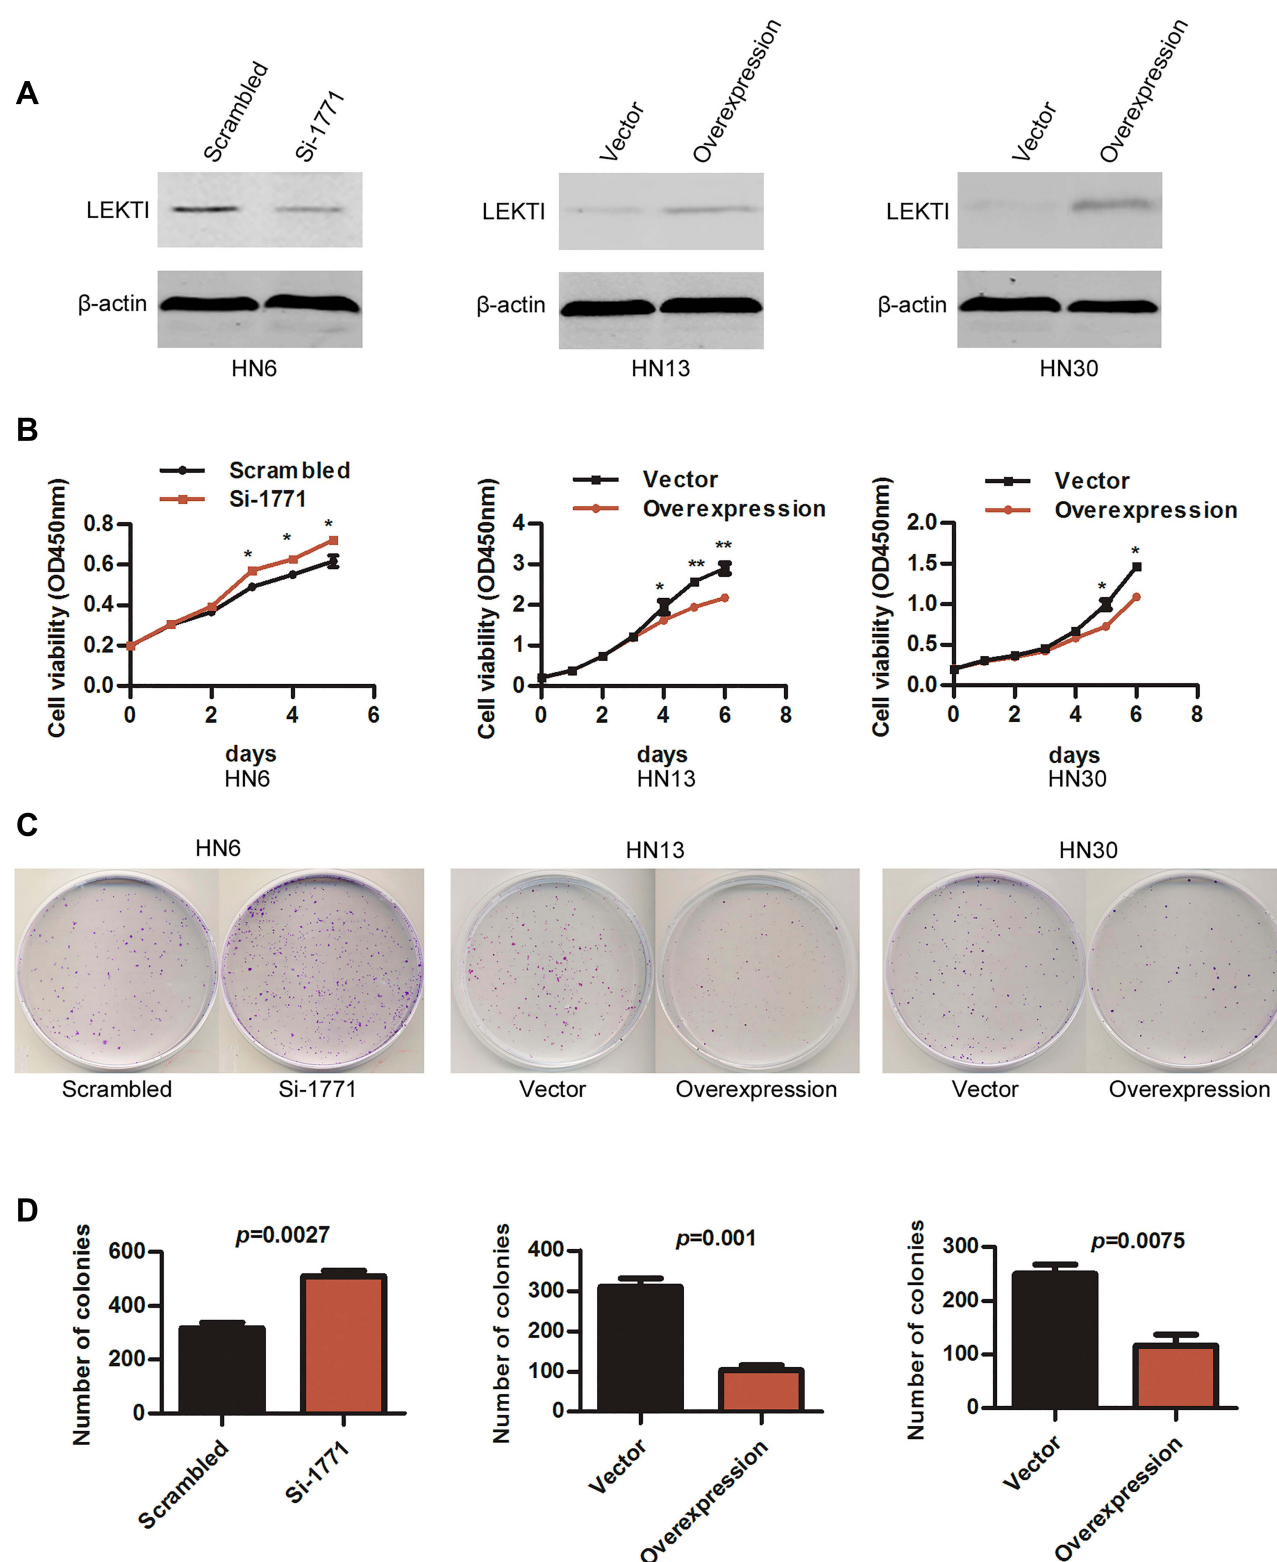 A
Scrambled
Si-1771
Vector
Overexpression
Vector
Overexpression
LEKTI
LEKTI
LEKTI
β-actin
β-actin
β-actin
HN6
HN13
HN30
B
Scrambled
Si-1771
Vector
Overexpression
Vector
Overexpression
Cell viability (OD450nm)
0.8
0.6
0.4
0.2
0.0
* * *
0 2 4 6
days
HN6
Cell viability (OD450nm)
4
3
2
1
0
* ** **
0 2 4 6 8
days
HN13
Cell viability (OD450nm)
2.0
1.5
1.0
0.5
0.0
* *
0 2 4 6 8
days
HN30
C
HN6
HN13
HN30
Scrambled
Si-1771
Vector
Overexpression
Vector
Overexpression
D
Number of colonies
600
400
200
0
p=0.0027
Scrambled
Si-1771
Number of colonies
400
300
200
100
0
p=0.001
Vector
Overexpression
Number of colonies
300
200
100
0
p=0.0075
Vector
Overexpression